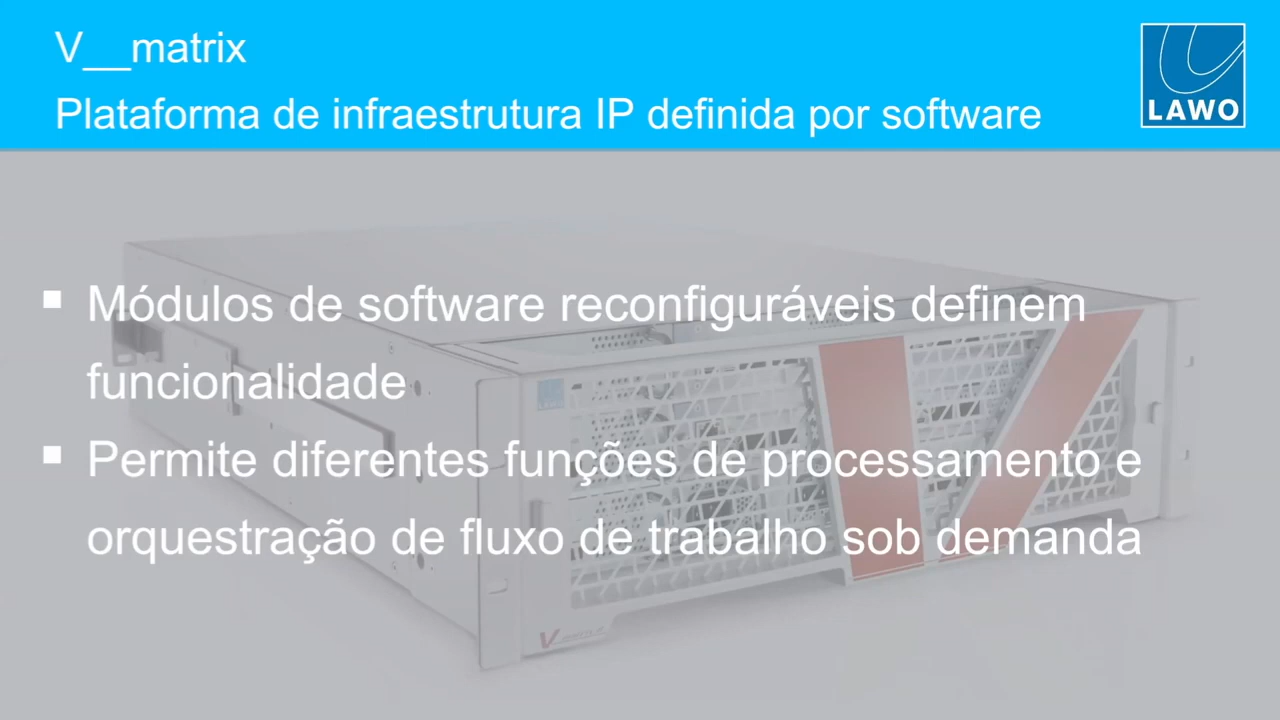 V__matrix
Plataforma de infraestrutura IP definida por software
LAWO
Módulos de software reconfiguráveis definem
funcionalidade
Permite diferentes funções de processamento e
orquestração de fluxo de trabalho sob demanda